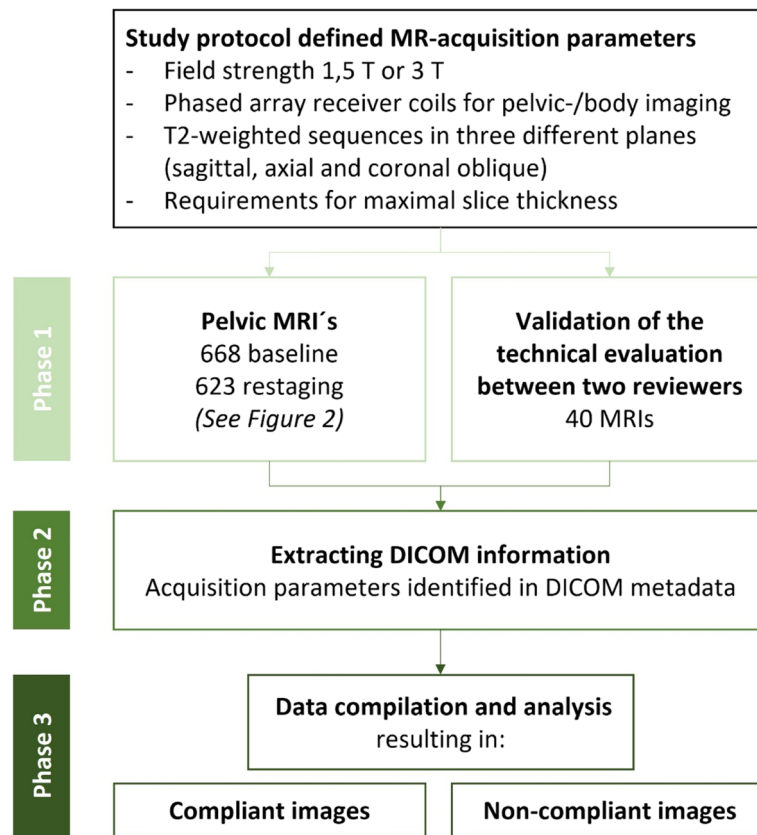 Study protocol defined MR-acquisition parameters
- Field strength 1,5 T or 3 T
- Phased array receiver coils for pelvic-/body imaging
- T2-weighted sequences in three different planes
(sagittal, axial and coronal oblique)
- Requirements for maximal slice thickness
Phase 1
Pelvic MRI´s
668 baseline
623 restaging
(See Figure 2)
Validation of the
technical evaluation
between two reviewers
40 MRIs
Phase 2
Extracting DICOM information
Acquisition parameters identified in DICOM metadata
Phase 3
Data compilation and analysis
resulting in:
Compliant images
Non-compliant images